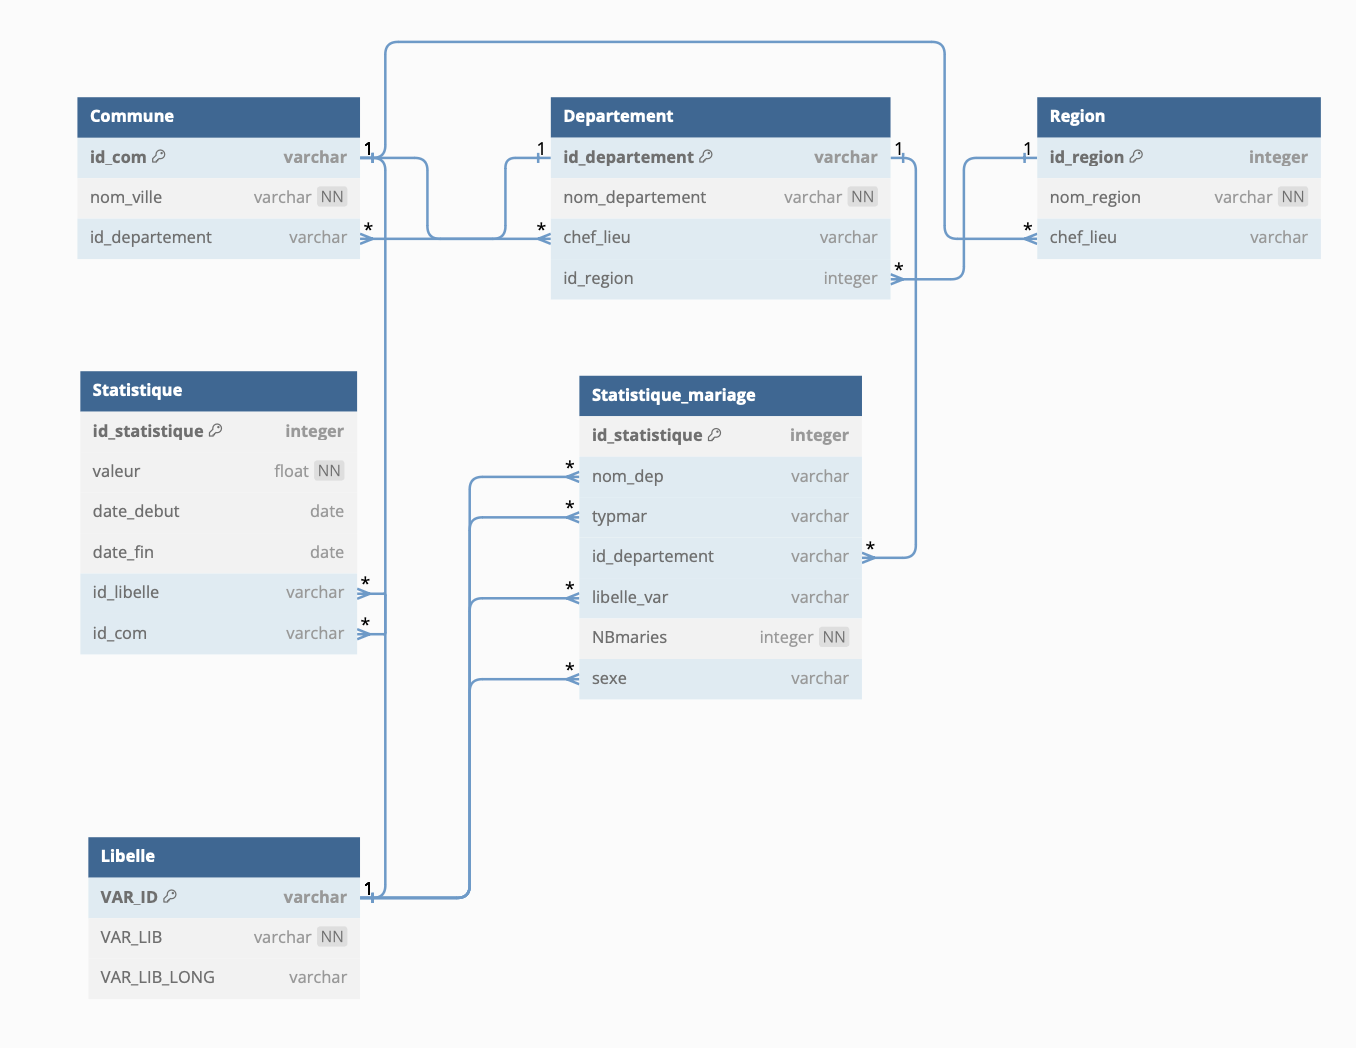 Commune
1
id_com varchar
nom_ville varchar NN
*
id_departement varchar
Departement
1
1
id_departement varchar
nom_departement varchar NN
*
chef_lieu varchar
*
id_region integer
Region
1
id_region integer
nom_region varchar NN
*
chef_lieu varchar
Statistique
id_statistique integer
valeur float NN
date_debut date
date_fin date
*
id_libelle varchar
*
id_com varchar
Statistique_mariage
id_statistique integer
*
nom_dep varchar
*
typmar varchar
*
id_departement varchar
*
libelle_var varchar
NBmaries integer NN
*
sexe varchar
Libelle
1
VAR_ID varchar
VAR_LIB varchar NN
VAR_LIB_LONG varchar